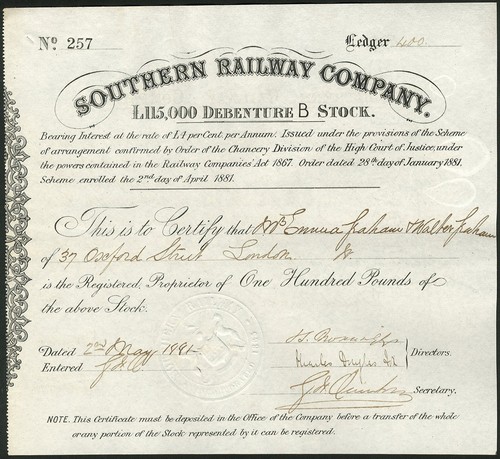 No. 257
Ledger 400
SOUTHERN RAILWAY COMPANY.
£115,000 DEBENTURE B STOCK.
Bearing Interest at the rate of £4 per Cent. per Annum. Issued under the provisions of the Scheme
of arrangement confirmed by Order of the Chancery Division of the High Court of Justice, under
the powers contained in the Railway Companies' Act 1867. Order dated 28th day of January 1881.
Scheme enrolled the 2nd day of April 1881.
This is to Certify that Mrs Emma Graham & Walter Graham
of 37 Oxford Street London W
is the Registered Proprietor of One Hundred Pounds of
the above Stock.
Dated 2nd May 1891
Entered
Directors.
Charles Douglas
Secretary.
NOTE. This Certificate must be deposited in the Office of the Company before a transfer of the whole
or any portion of the Stock represented by it can be registered.